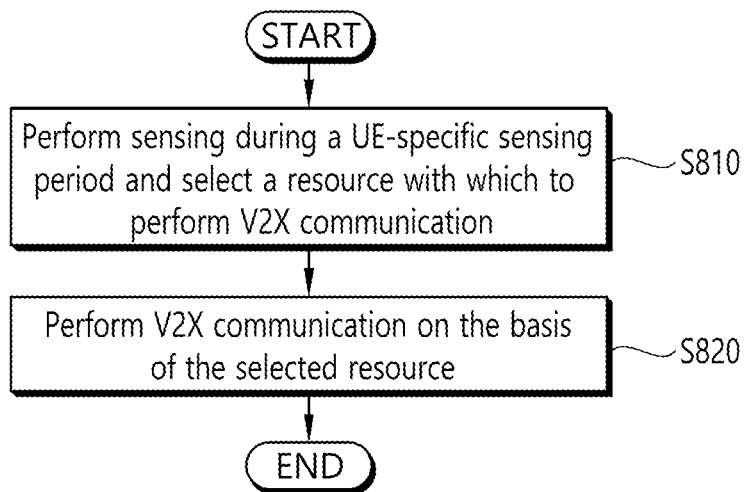 START
Perform sensing during a UE-specific sensing
period and select a resource with which to
perform V2X communication
S810
Perform V2X communication on the basis
of the selected resource
S820
END